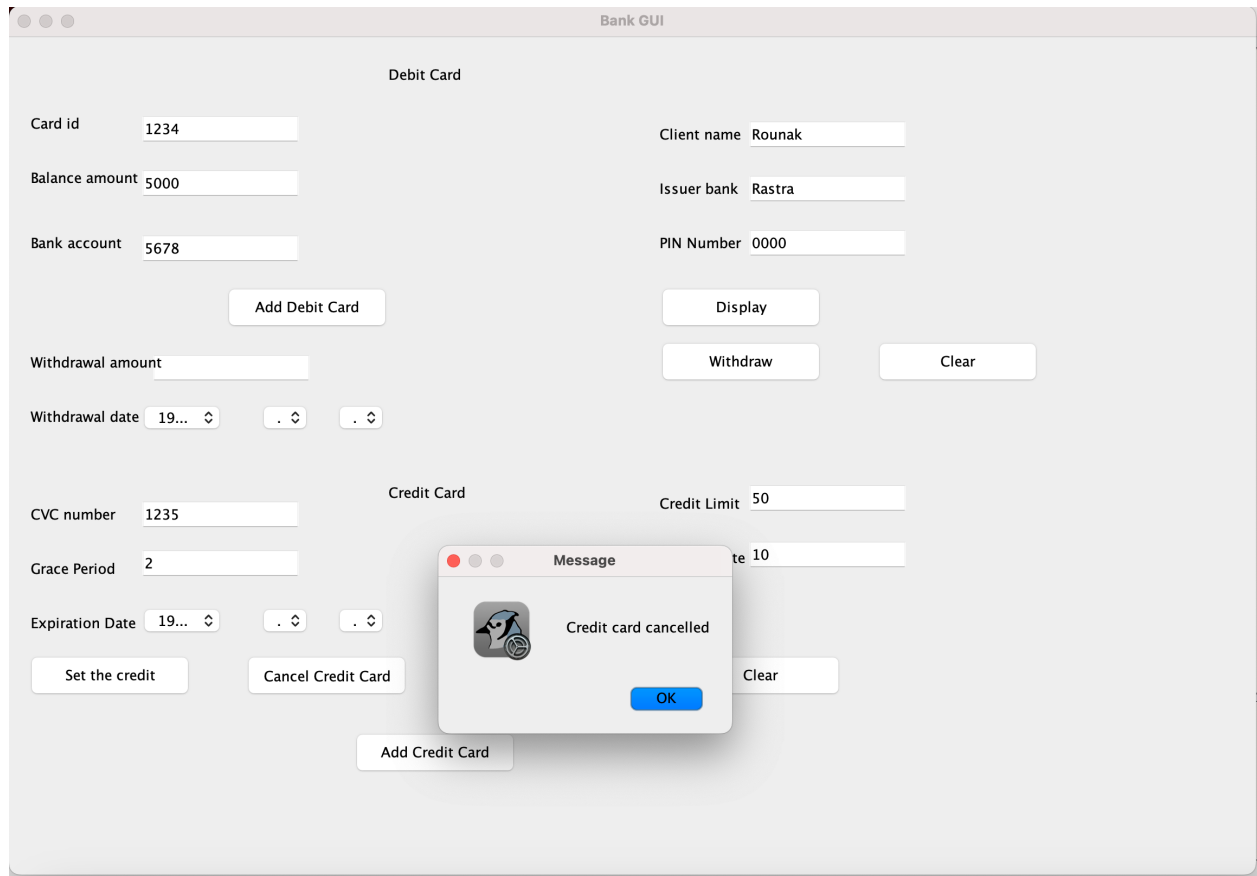 Bank GUI
Debit Card
Card id 1234
Client name Rounak
Balance amount 5000
Issuer bank Rastra
Bank account 5678
PIN Number 0000
Add Debit Card
Display
Withdrawal amount
Withdraw
Clear
Withdrawal date 19... . .
Credit Card
Credit Limit 50
CVC number 1235
te 10
Grace Period 2
Message
Credit card cancelled
OK
Expiration Date 19... . .
Set the credit
Cancel Credit Card
Clear
Add Credit Card